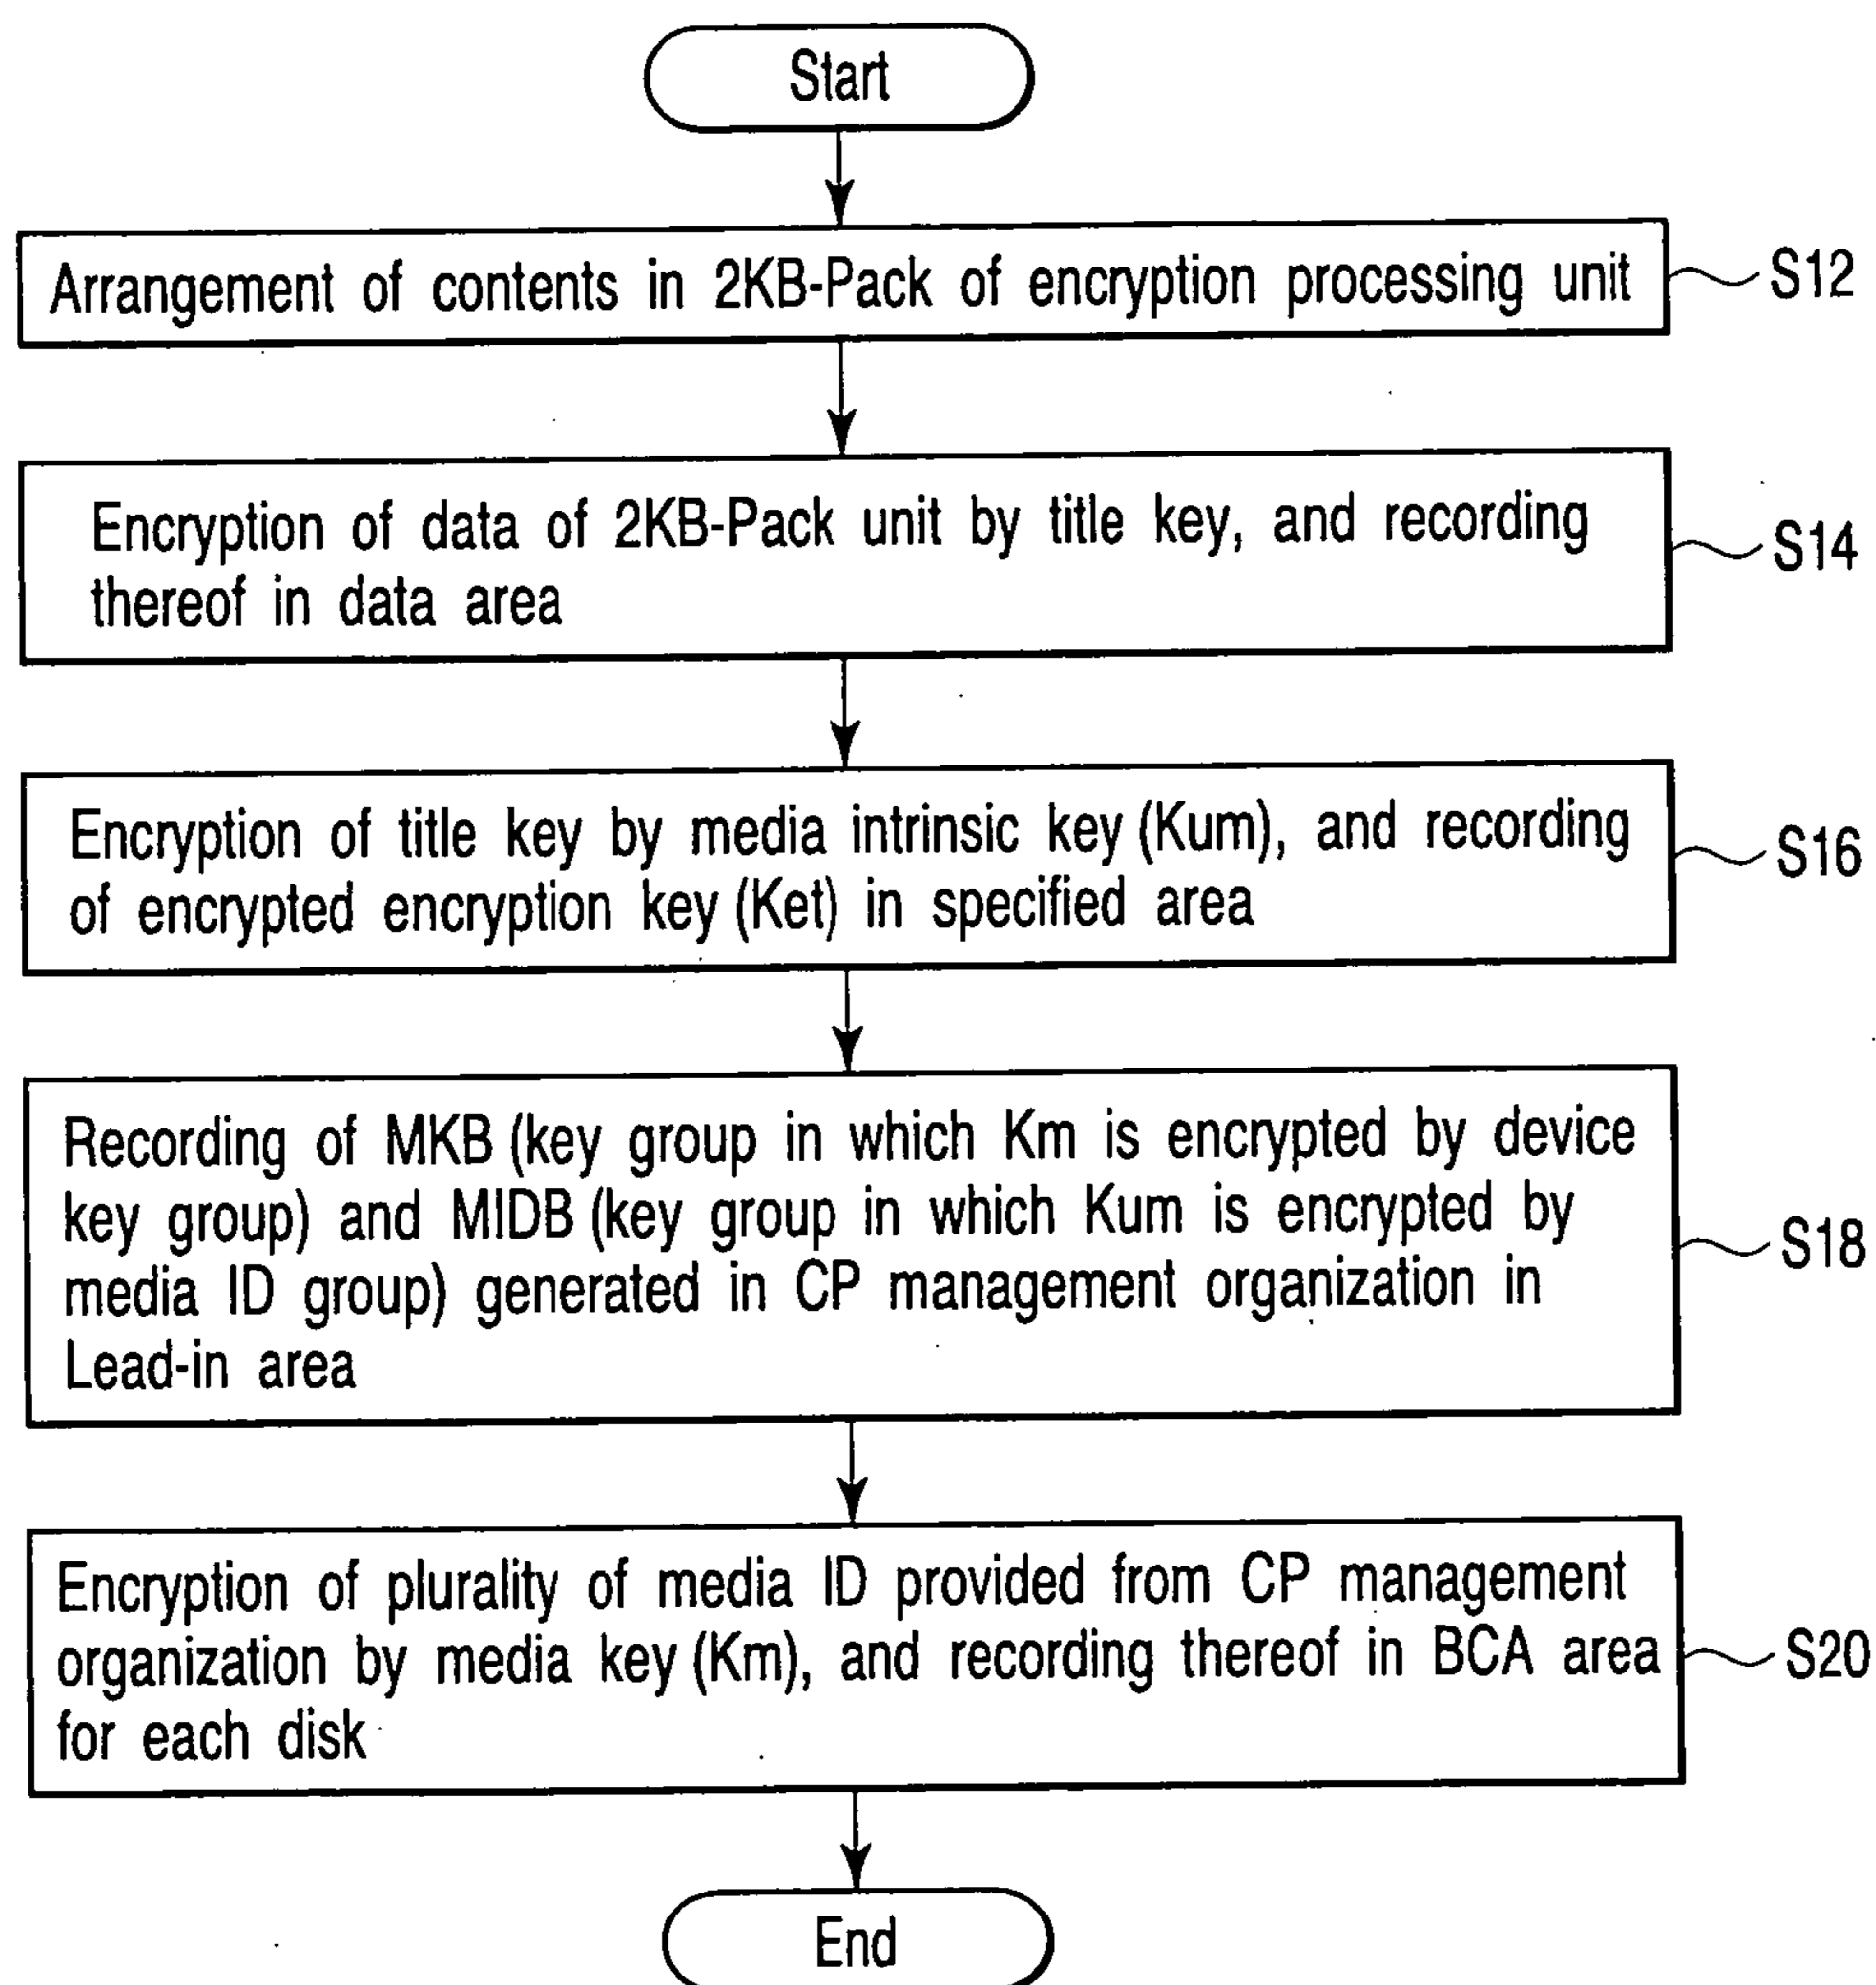 Start
Arrangement of contents in 2KB-Pack of encryption processing unit
S12
Encryption of data of 2KB-Pack unit by title key, and recording
thereof in data area
S14
Encryption of title key by media intrinsic key (Kum), and recording
of encrypted encryption key (Ket) in specified area
S16
Recording of MKB (key group in which Km is encrypted by device
key group) and MIDB (key group in which Kum is encrypted by
media ID group) generated in CP management organization in
Lead-in area
S18
Encryption of plurality of media ID provided from CP management
organization by media key (Km), and recording thereof in BCA area
for each disk
S20
End